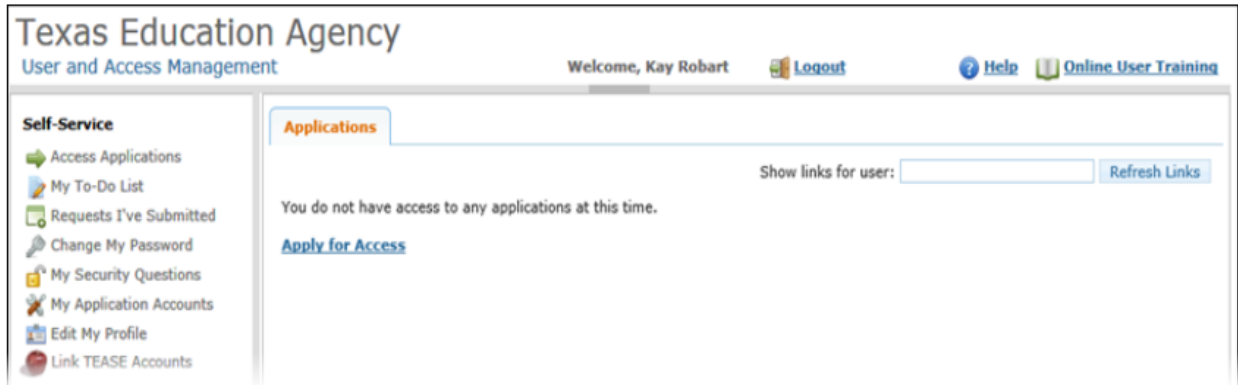 Texas Education Agency
User and Access Management
Welcome, Kay Robart
Logout
Help
Online User Training
Self-Service
Access Applications
My To-Do List
Requests I've Submitted
Change My Password
My Security Questions
My Application Accounts
Edit My Profile
Link TEASE Accounts
Applications
Show links for user:
Refresh Links
You do not have access to any applications at this time.
Apply for Access